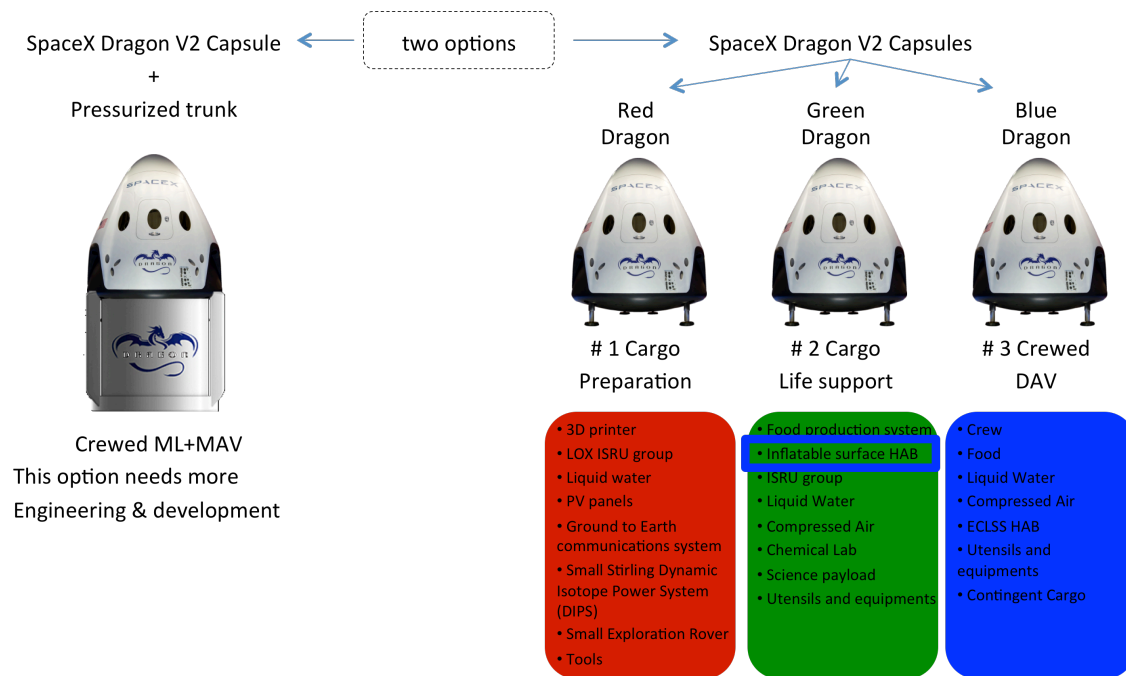 two options
SpaceX Dragon V2 Capsule
+
Pressurized trunk
SPACEX
DRAGON
DRAGON
Crewed ML+MAV
This option needs more
Engineering & development
SpaceX Dragon V2 Capsules
Red
Dragon
SPACEX
DRAGON
# 1 Cargo
Preparation
• 3D printer
• LOX ISRU group
• Liquid water
• PV panels
• Ground to Earth
communications system
• Small Stirling Dynamic
Isotope Power System
(DIPS)
• Small Exploration Rover
• Tools
Green
Dragon
SPACEX
DRAGON
# 2 Cargo
Life support
• Food production system
• Inflatable surface HAB
• ISRU group
• Liquid Water
• Compressed Air
• Chemical Lab
• Science payload
• Utensils and equipments
Blue
Dragon
SPACEX
DRAGON
# 3 Crewed
DAV
• Crew
• Food
• Liquid Water
• Compressed Air
• ECLSS HAB
• Utensils and
equipments
• Contingent Cargo